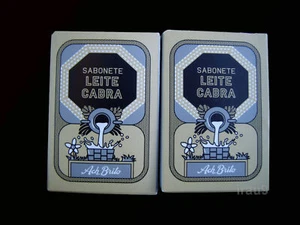 SABONETE
LEITE
CABRA
Ach. Brito
SABONETE
LEITE
CABRA
Ach. Brito